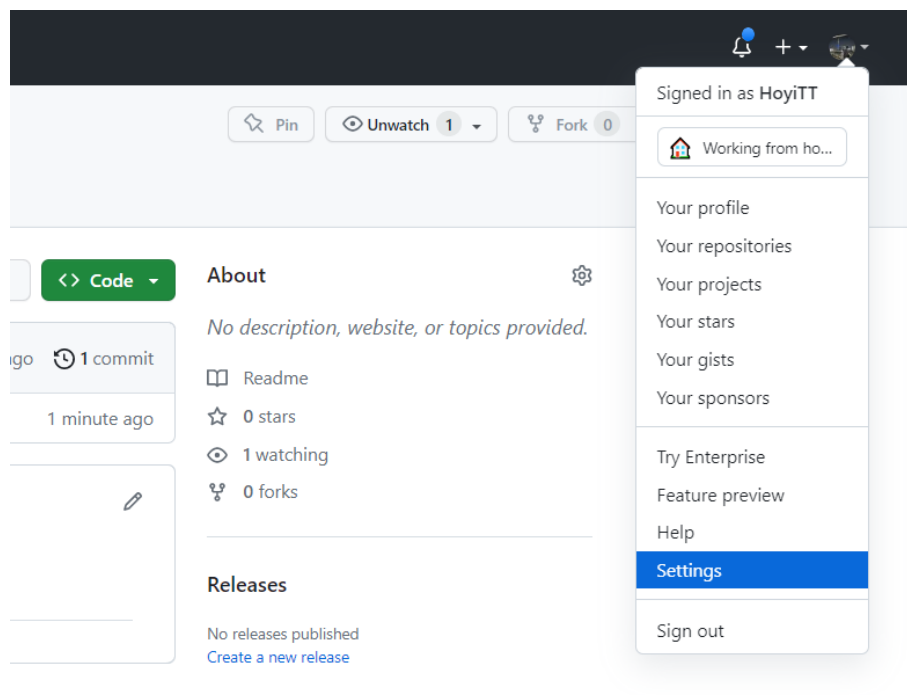 Signed in as HoyiTT
Pin
Unwatch 1
Fork 0
Working from ho...
Your profile
Your repositories
Your projects
Your stars
Your gists
Your sponsors
Try Enterprise
Feature preview
Help
Settings
Sign out
<> Code
ago 1 commit
1 minute ago
About
No description, website, or topics provided.
Readme
0 stars
1 watching
0 forks
Releases
No releases published
Create a new release